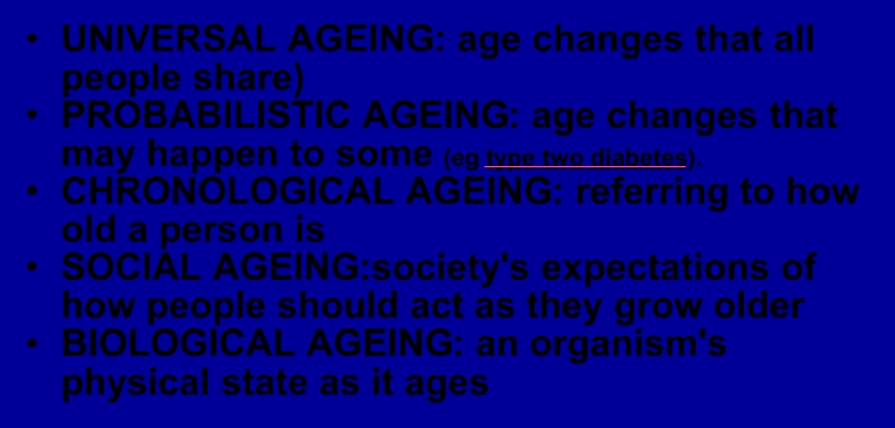 • UNIVERSAL AGEING: age changes that all
people share)
• PROBABILISTIC AGEING: age changes that
may happen to some (eg type two diabetes).
• CHRONOLOGICAL AGEING: referring to how
old a person is
• SOCIAL AGEING:society's expectations of
how people should act as they grow older
• BIOLOGICAL AGEING: an organism's
physical state as it ages